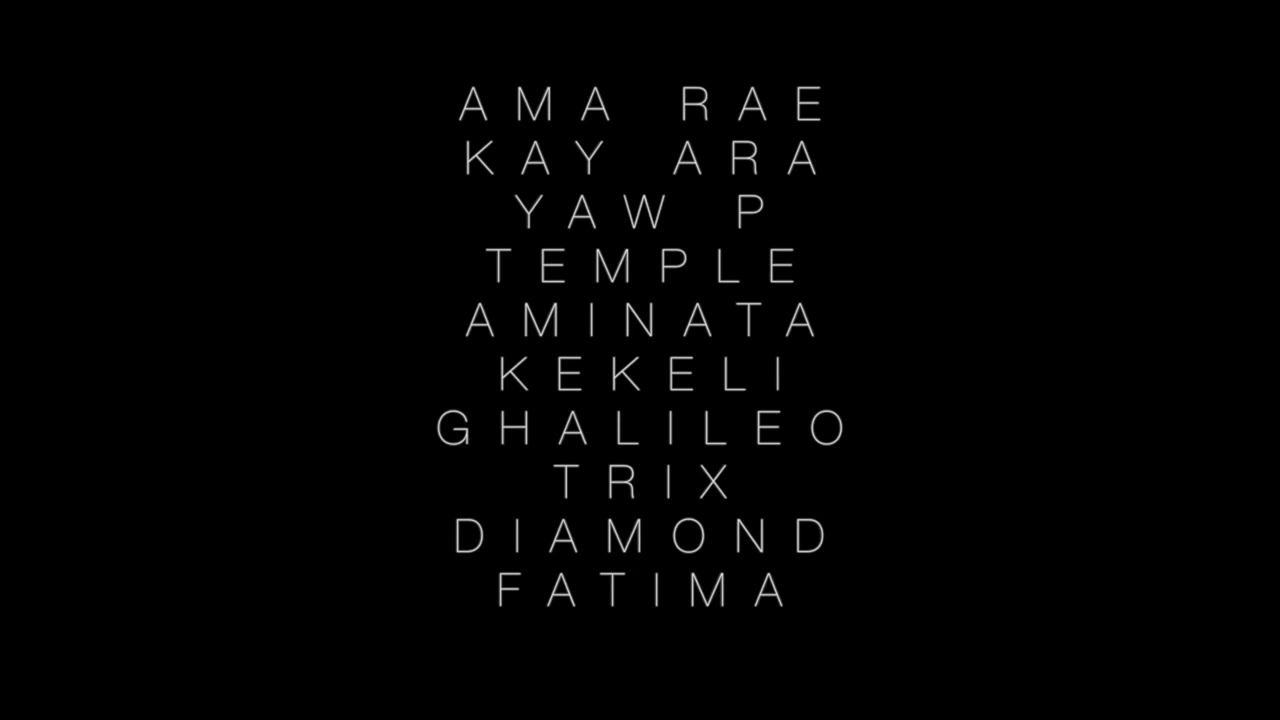 AMA RAE
KAY ARA
YAW P
TEMPLE
AMINATA
KEKELI
GHALILEO
TRIX
DIAMOND
FATIMA